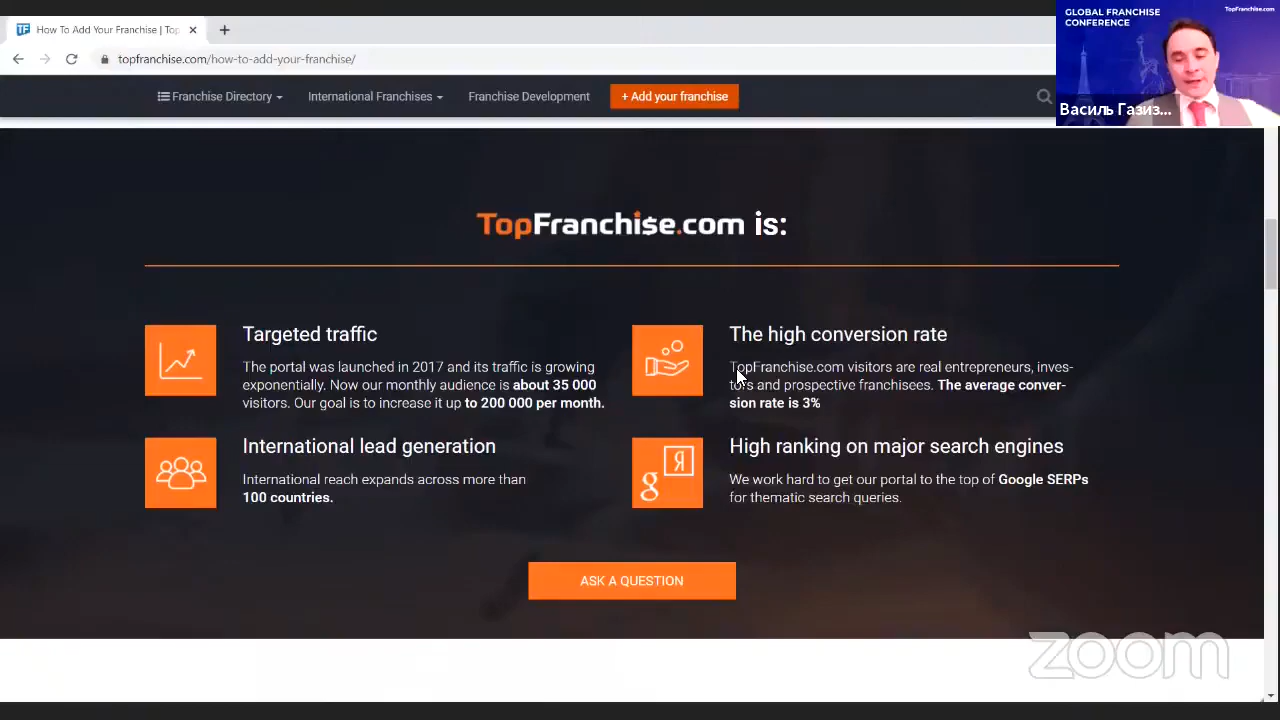 How To Add Your Franchise | Top
topfranchise.com/how-to-add-your-franchise/
GLOBAL FRANCHISE
CONFERENCE
TopFranchise.com
Василь Газиз...
Franchise Directory
International Franchises
Franchise Development
+ Add your franchise
TopFranchise.com is:
Targeted traffic
The portal was launched in 2017 and its traffic is growing
exponentially. Now our monthly audience is about 35 000
visitors. Our goal is to increase it up to 200 000 per month.
The high conversion rate
TopFranchise.com visitors are real entrepreneurs, inves-
tors and prospective franchisees. The average conver-
sion rate is 3%
International lead generation
International reach expands across more than
100 countries.
High ranking on major search engines
We work hard to get our portal to the top of Google SERPs
for thematic search queries.
ASK A QUESTION
zoom